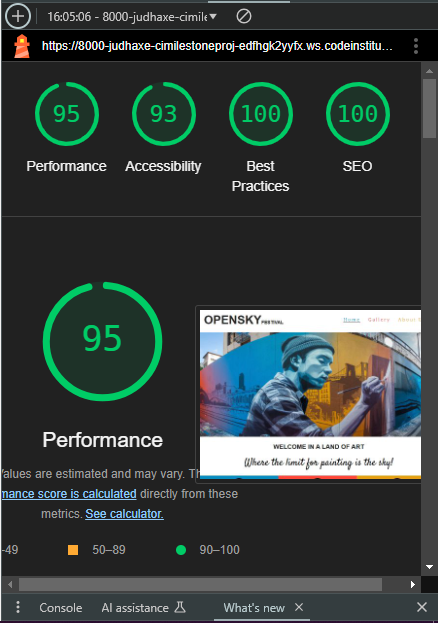 16:05:06 - 8000-judhaxe-cimile
https://8000-judhaxe-cimilestoneproj-edfhgk2yyfx.ws.codeinstitu...
95
93
100
100
Performance
Accessibility
Best
Practices
SEO
95
OPENSKY FESTIVAL
Home
Gallery
About
WELCOME IN A LAND OF ART
Where the limit for painting is the sky!
Performance
Values are estimated and may vary. Th
mance score is calculated directly from these
metrics. See calculator.
-49
50–89
90–100
Console
AI assistance
What's new